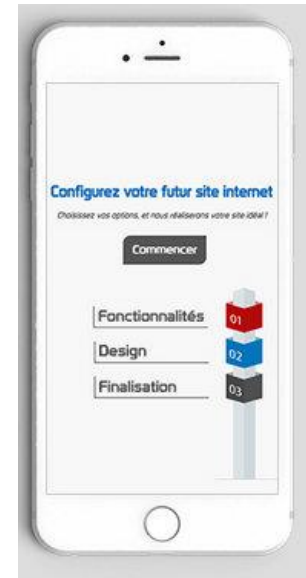 Configurez votre futur site internet
Choisissez vos options, et nous réaliserons votre site idéal !
Commencer
Fonctionnalités
01
Design
02
Finalisation
03